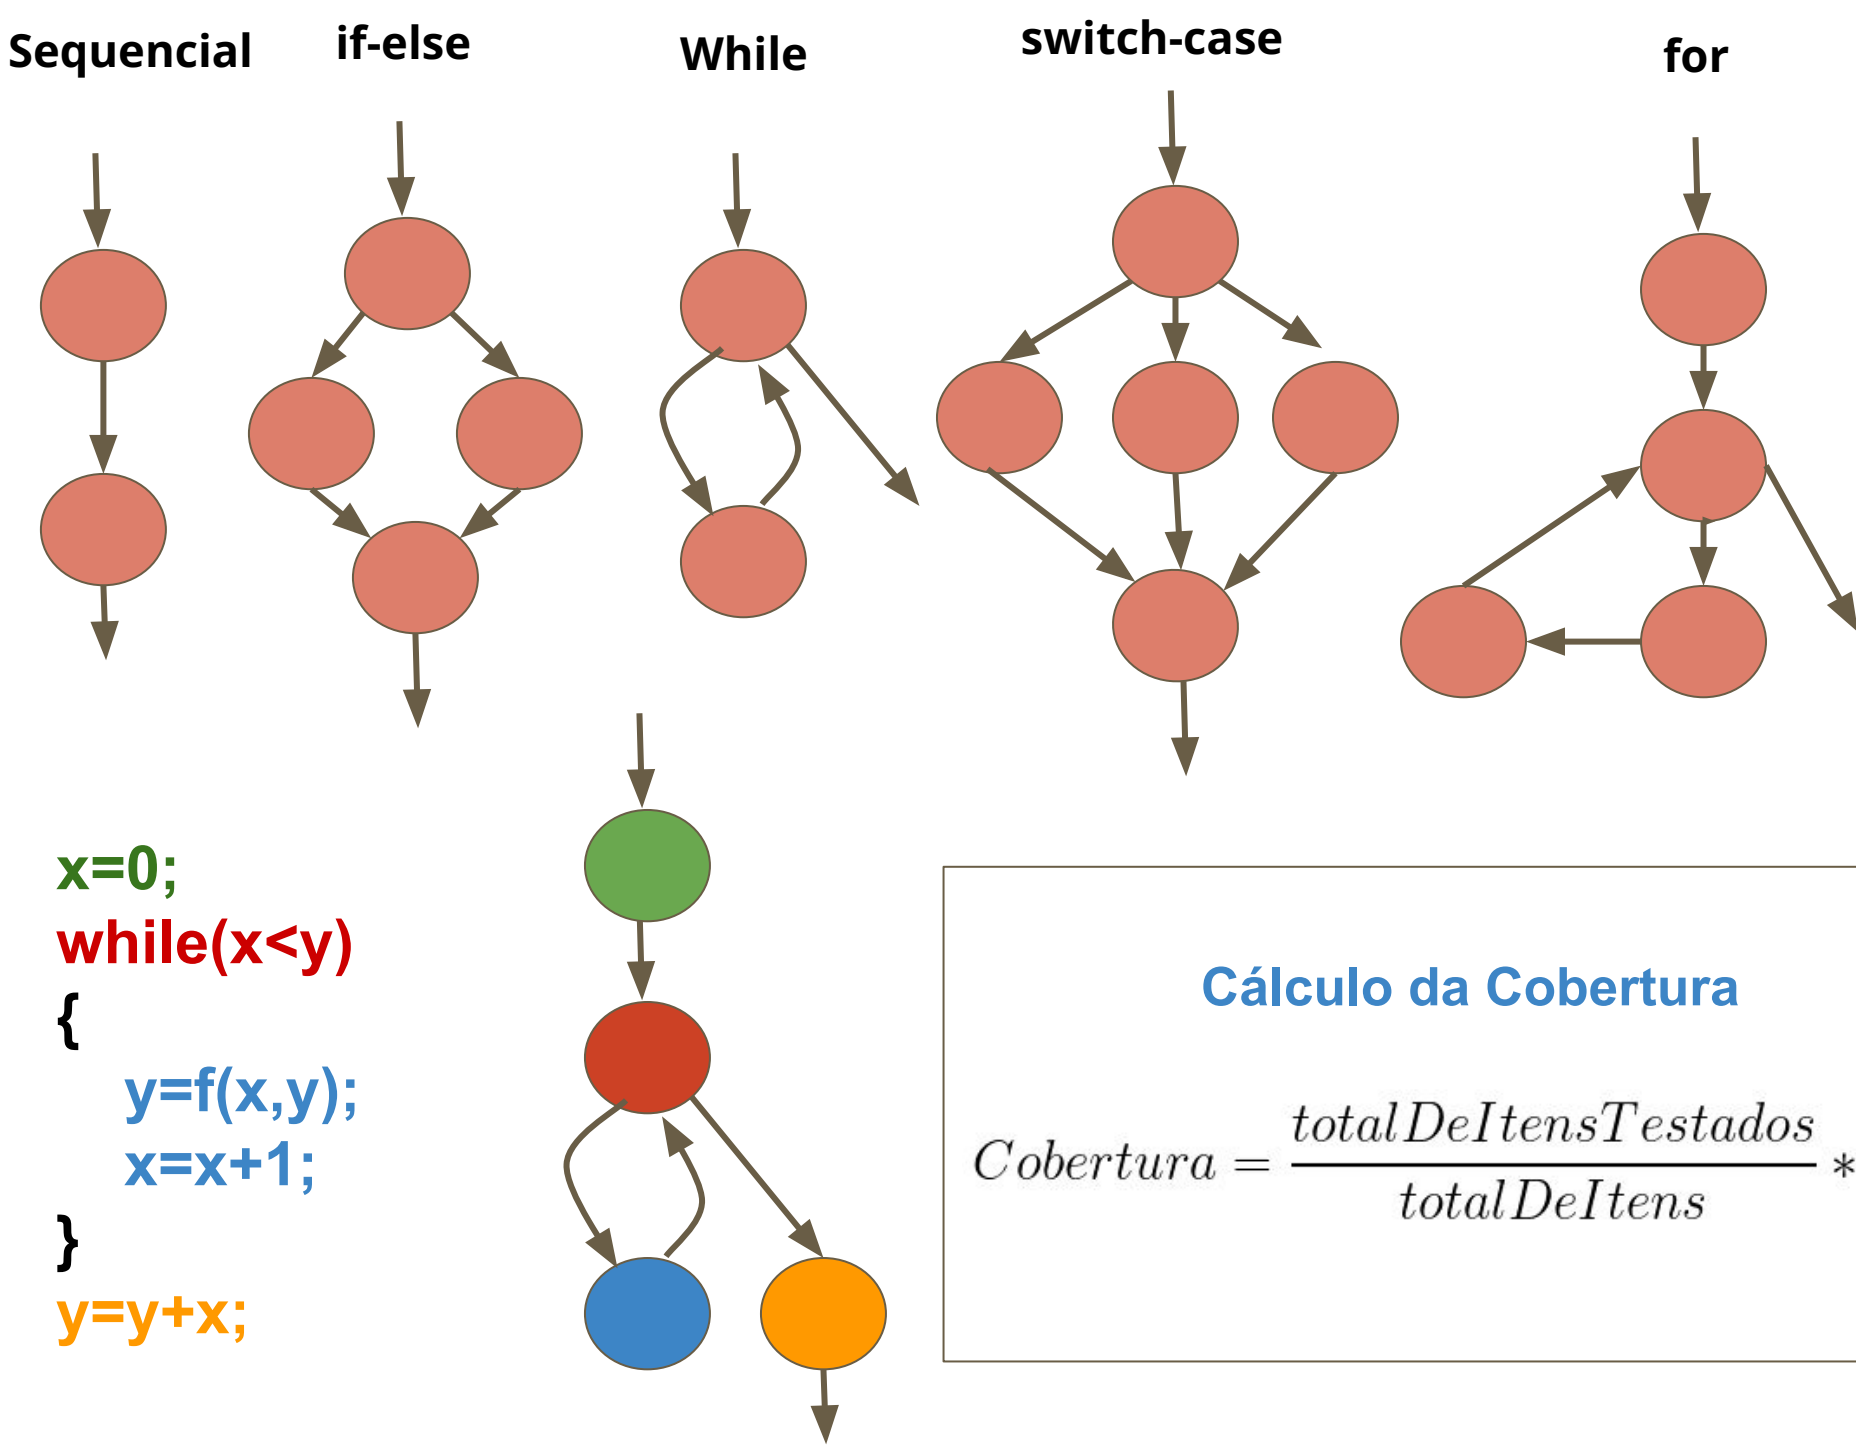 Sequencial
if-else
While
switch-case
for
x=0;
while(x<y)
{
y=f(x,y);
x=x+1;
}
y=y+x;
Cálculo da Cobertura
Cobertura = totalDeItensTestados / totalDeItens *